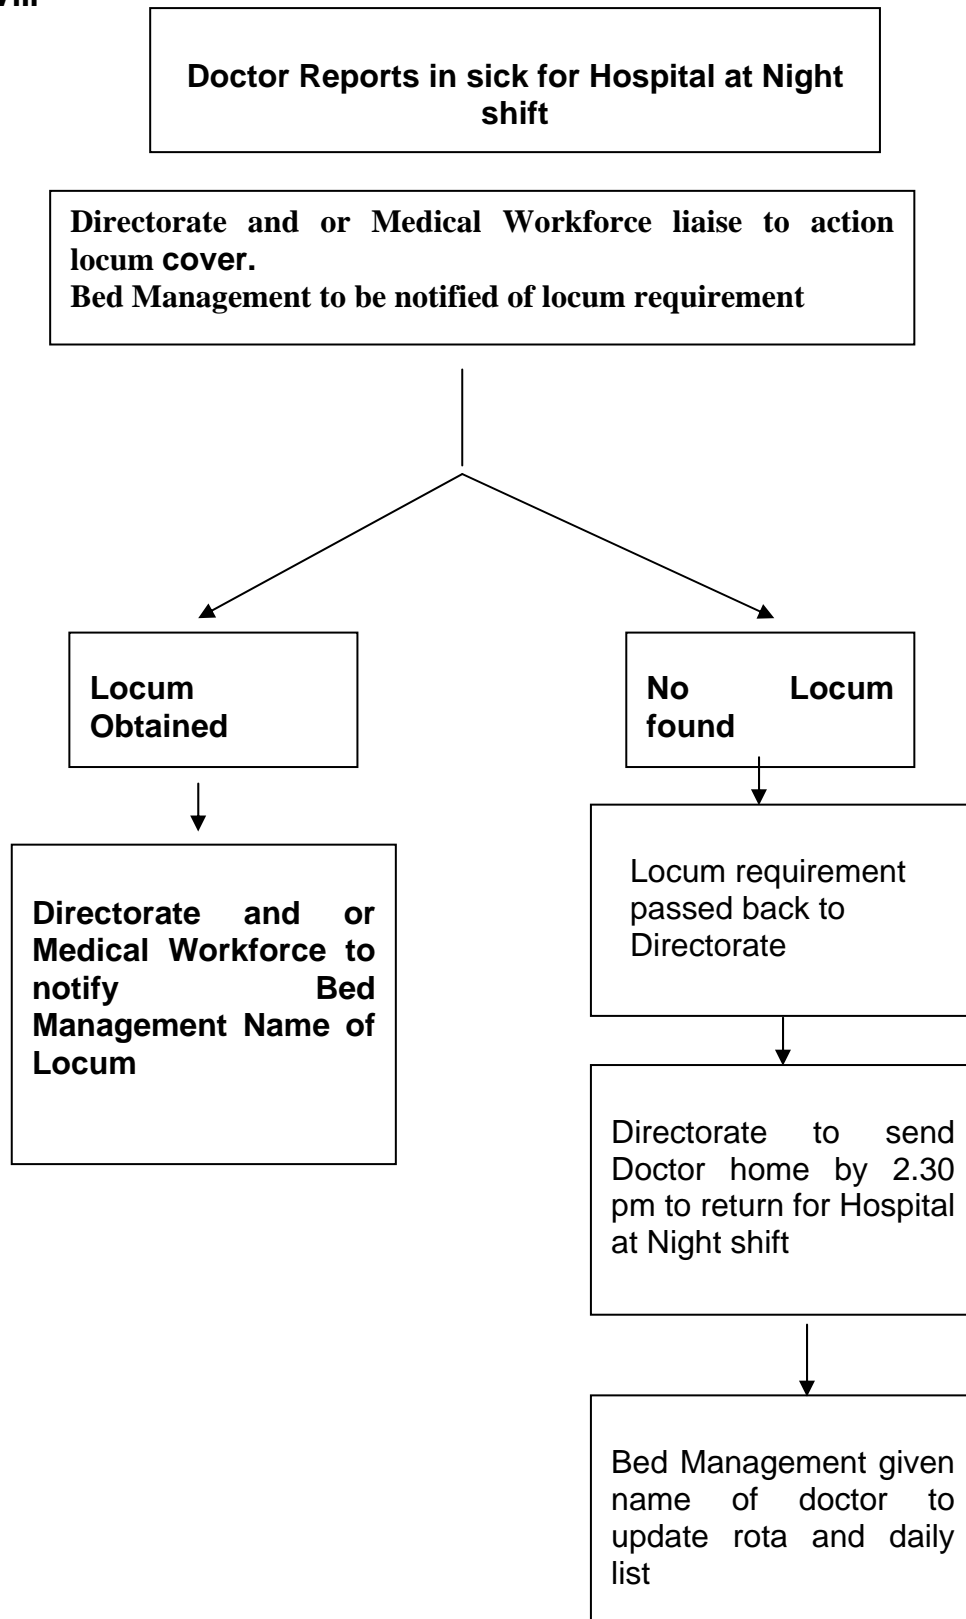 Doctor Reports in sick for Hospital at Night
shift
Directorate and or Medical Workforce liaise to action
locum cover.
Bed Management to be notified of locum requirement
Locum
Obtained
No Locum
found
Directorate and or
Medical Workforce to
notify Bed
Management Name of
Locum
Locum requirement
passed back to
Directorate
Directorate to send
Doctor home by 2.30
pm to return for Hospital
at Night shift
Bed Management given
name of doctor to
update rota and daily
list